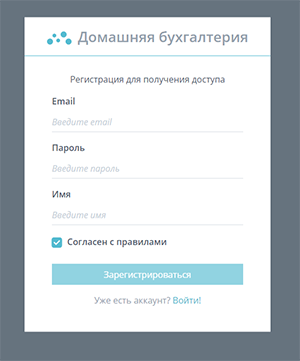 Домашняя бухгалтерия
Регистрация для получения доступа
Email
Введите email
Пароль
Введите пароль
Имя
Введите имя
Согласен с правилами
Зарегистрироваться
Уже есть аккаунт? Войти!